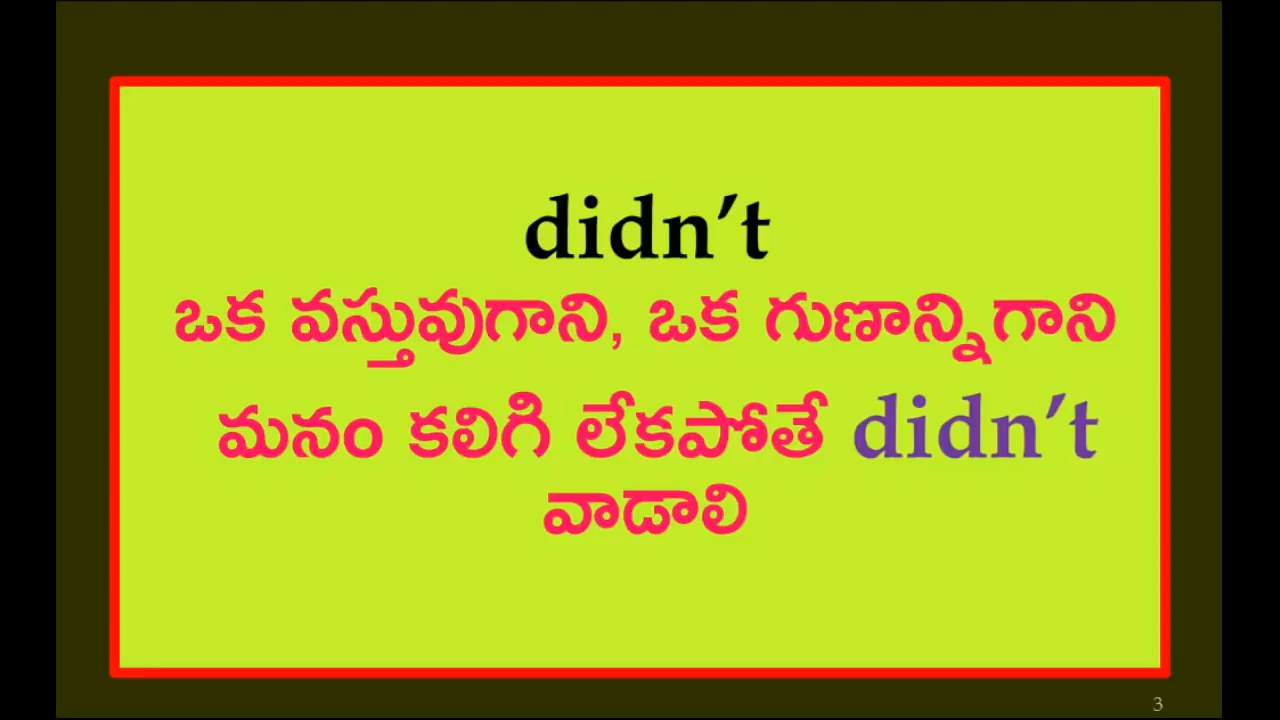 didn’t
ఒక వస్తువుగాని, ఒక గుణాన్నిగాని
మనం కలిగి లేకపోతే didn’t
వాడాలి
3